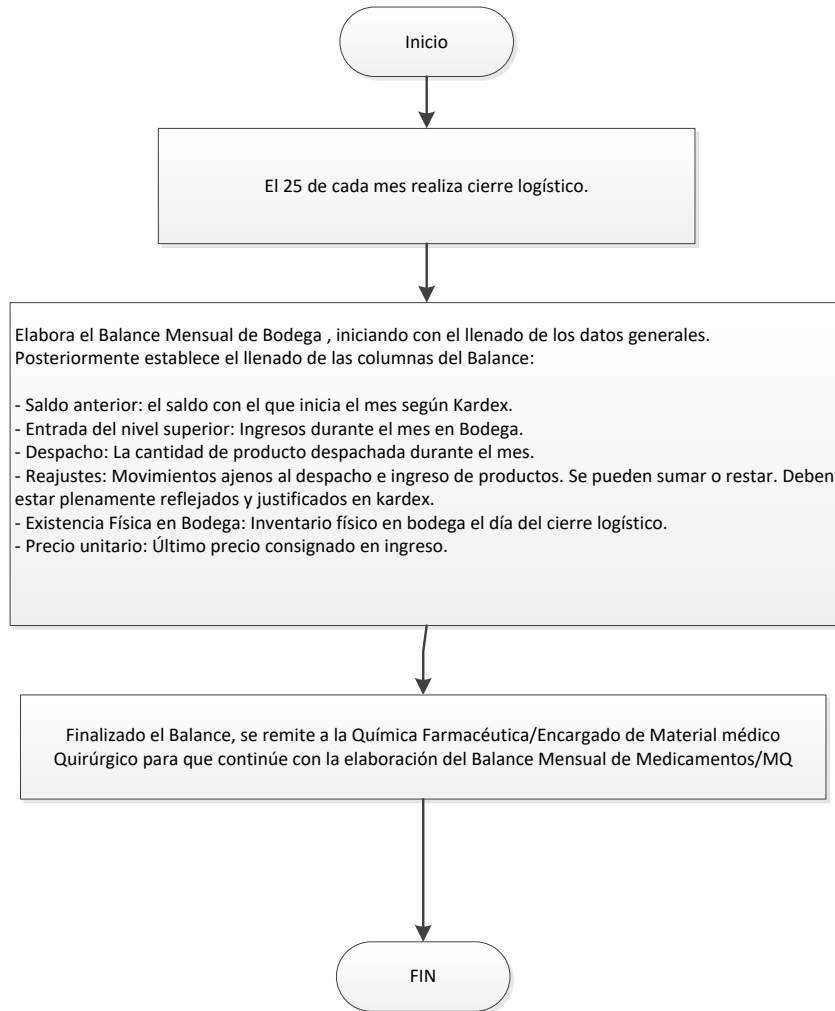 Inicio
El 25 de cada mes realiza cierre logístico.
Elabora el Balance Mensual de Bodega , iniciando con el llenado de los datos generales.
Posteriormente establece el llenado de las columnas del Balance:
- Saldo anterior: el saldo con el que inicia el mes según Kardex.
- Entrada del nivel superior: Ingresos durante el mes en Bodega.
- Despacho: La cantidad de producto despachada durante el mes.
- Reajustes: Movimientos ajenos al despacho e ingreso de productos. Se pueden sumar o restar. Deben
estar plenamente reflejados y justificados en kardex.
- Existencia Física en Bodega: Inventario físico en bodega el día del cierre logístico.
- Precio unitario: Último precio consignado en ingreso.
Finalizado el Balance, se remite a la Química Farmacéutica/Encargado de Material médico
Quirúrgico para que continúe con la elaboración del Balance Mensual de Medicamentos/MQ
FIN